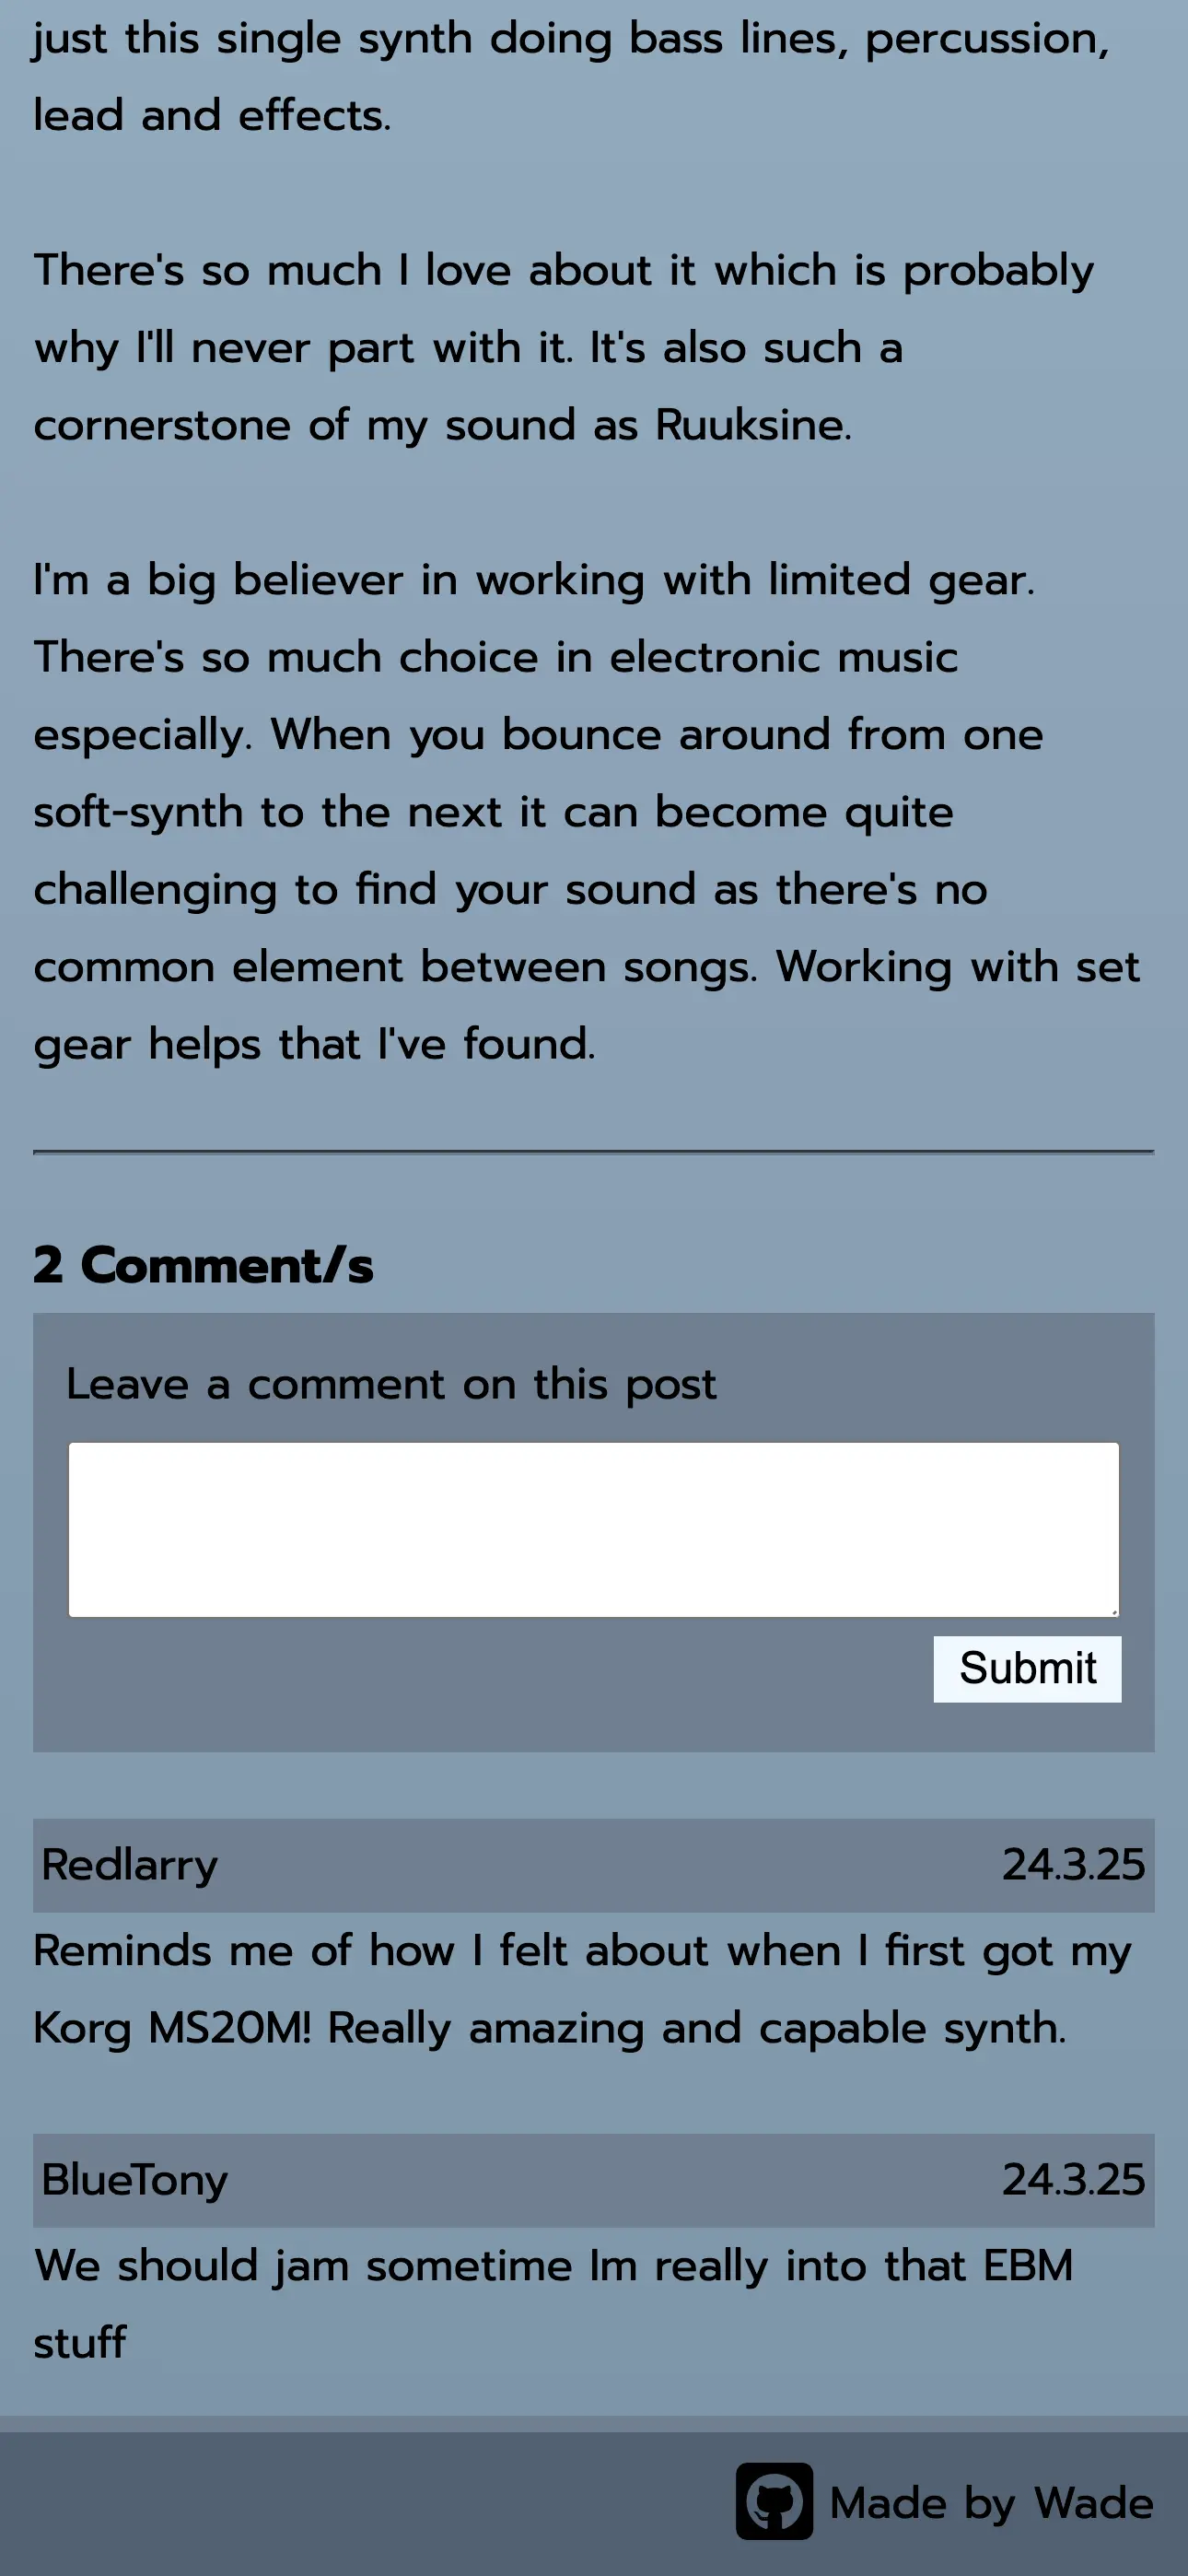 just this single synth doing bass lines, percussion,
lead and effects.
There's so much I love about it which is probably
why I'll never part with it. It's also such a
cornerstone of my sound as Ruuksine.
I'm a big believer in working with limited gear.
There's so much choice in electronic music
especially. When you bounce around from one
soft-synth to the next it can become quite
challenging to find your sound as there's no
common element between songs. Working with set
gear helps that I've found.
2 Comment/s
Leave a comment on this post
Submit
Redlarry 24.3.25
Reminds me of how I felt about when I first got my
Korg MS20M! Really amazing and capable synth.
BlueTony 24.3.25
We should jam sometime Im really into that EBM
stuff
Made by Wade